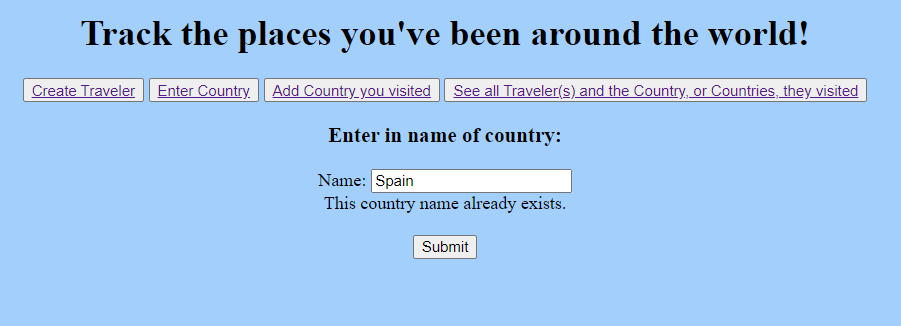 Track the places you've been around the world!
Create Traveler Enter Country Add Country you visited See all Traveler(s) and the Country, or Countries, they visited
Enter in name of country:
Name: Spain
This country name already exists.
Submit